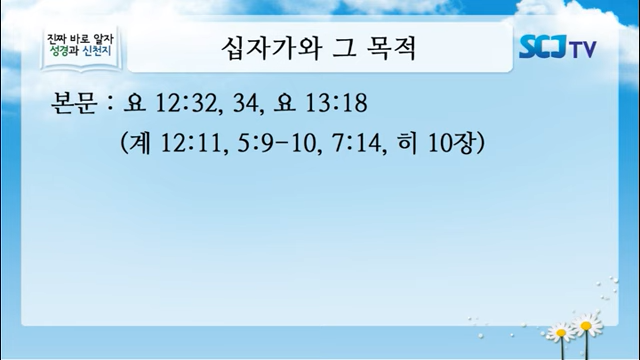 진짜 바로 알자
성경과 신천지
십자가와 그 목적
SCJ TV
본문 : 요 12:32, 34, 요 13:18
(계 12:11, 5:9-10, 7:14, 히 10장)